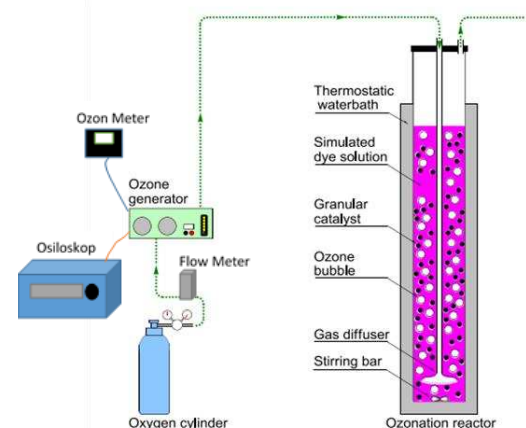 Ozon Meter
Ozone
generator
Osiloskop
Flow Meter
Oxygen cylinder
Thermostatic
waterbath
Simulated
dye solution
Granular
catalyst
Ozone
bubble
Gas diffuser
Stirring bar
Ozonation reactor